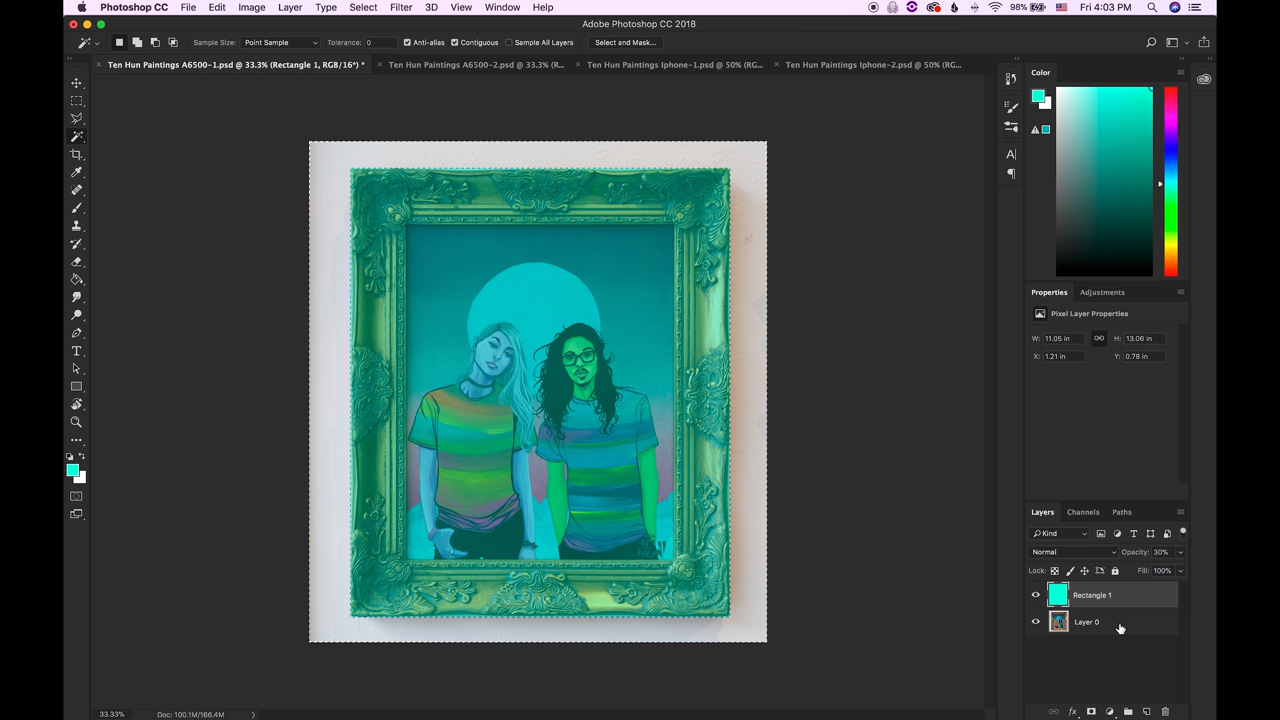 Photoshop CC File Edit Image Layer Type Select Filter 3D View Window Help 98% Fri 4:03 PM
Adobe Photoshop CC 2018
Sample Size: Point Sample Tolerance: 0 Anti-alias Contiguous Sample All Layers Select and Mask...
Ten Hun Paintings A6500-1.psd @ 33.3% (Rectangle 1, RGB/16*) * Ten Hun Paintings A6500-2.psd @ 33.3% (R... Ten Hun Paintings Iphone-1.psd @ 50% (RG... Ten Hun Paintings Iphone-2.psd @ 50% (RG...
Color
Properties Adjustments
Pixel Layer Properties
W: 11.05 in H: 13.06 in
X: 1.21 in Y: 0.78 in
Layers Channels Paths
Kind
Normal Opacity: 30%
Lock: Fill: 100%
Rectangle 1
Layer 0
33.33% Doc: 100.1M/166.4M